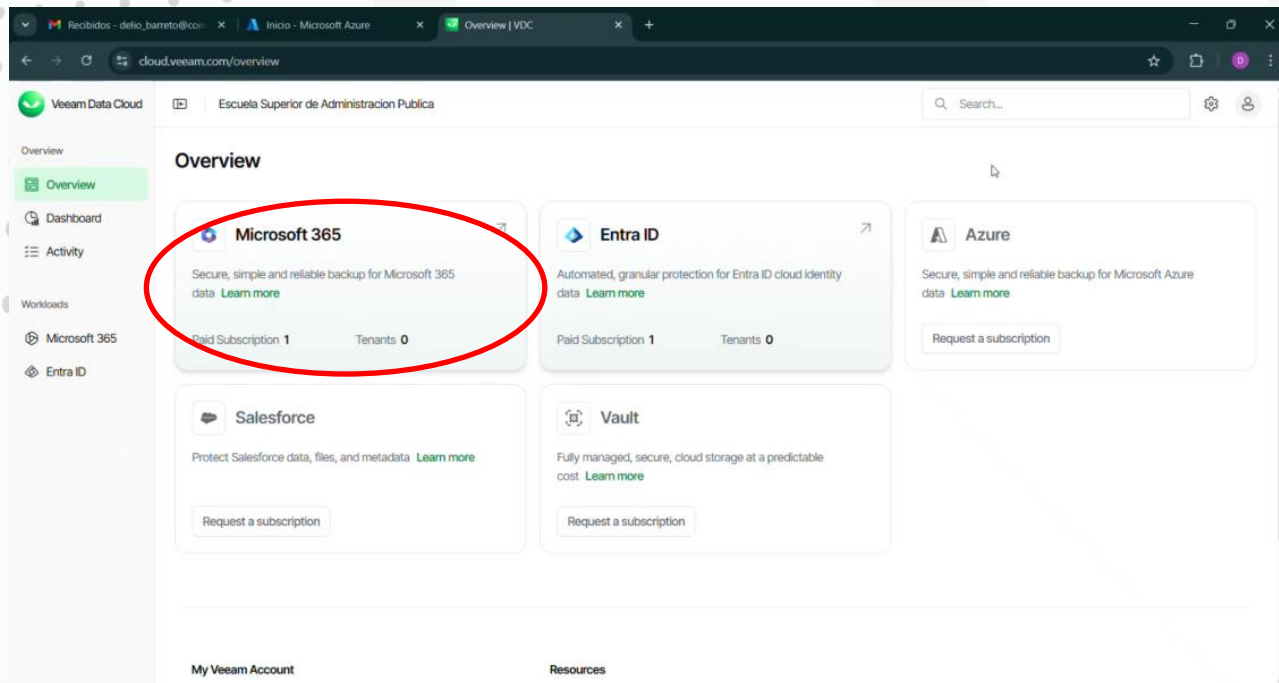 Recibidos - delio_barreto@coin
Inicio - Microsoft Azure
Overview | VDC
cloud.veeam.com/overview
D
Veeam Data Cloud
Escuela Superior de Administracion Publica
Search...
Overview
Overview
Dashboard
Activity
Workloads
Microsoft 365
Entra ID
Overview
Microsoft 365
Secure, simple and reliable backup for Microsoft 365
data Learn more
Paid Subscription 1 Tenants 0
Entra ID
Automated, granular protection for Entra ID cloud identity
data Learn more
Paid Subscription 1 Tenants 0
Azure
Secure, simple and reliable backup for Microsoft Azure
data Learn more
Request a subscription
Salesforce
Protect Salesforce data, files, and metadata Learn more
Request a subscription
Vault
Fully managed, secure, cloud storage at a predictable
cost Learn more
Request a subscription
My Veeam Account
Resources